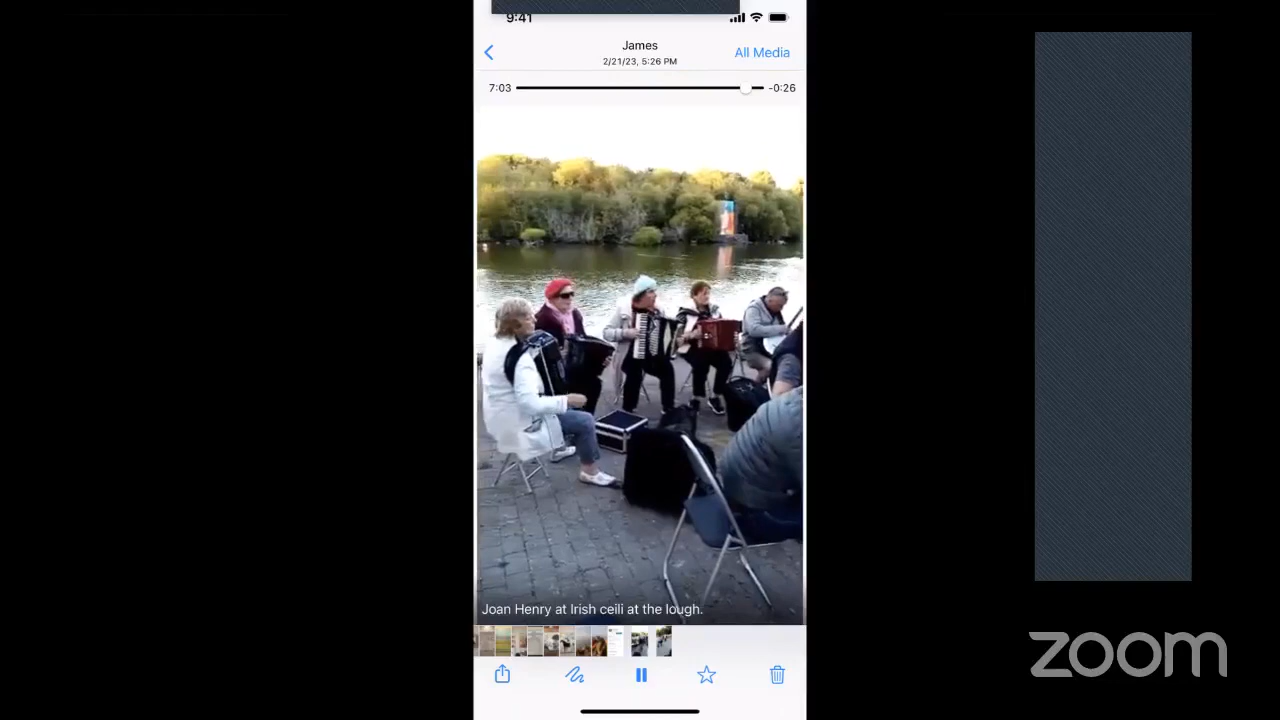 9:41
James
2/21/23, 5:26 PM
All Media
7:03
-0:26
Joan Henry at Irish ceili at the lough.
zoom